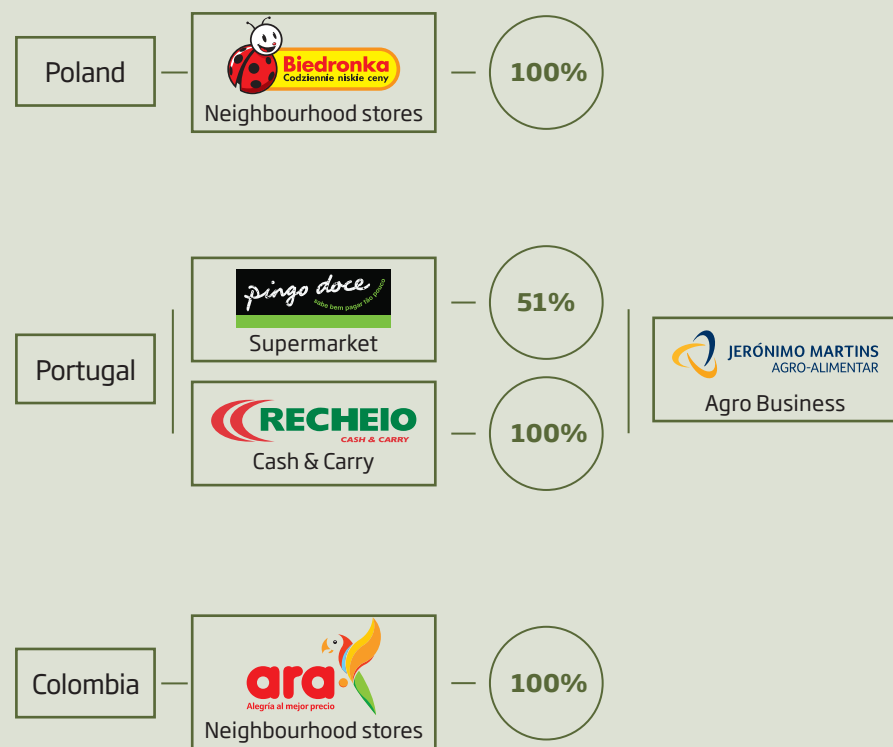 Poland
Biedronka
Codziennie niskie ceny
Neighbourhood stores
100%
Portugal
pingo doce
sabe bem pagar tão pouco
Supermarket
51%
RECHEIO
CASH & CARRY
Cash & Carry
100%
JERÓNIMO MARTINS
AGRO-ALIMENTAR
Agro Business
Colombia
ara
Alegría al mejor precio
Neighbourhood stores
100%